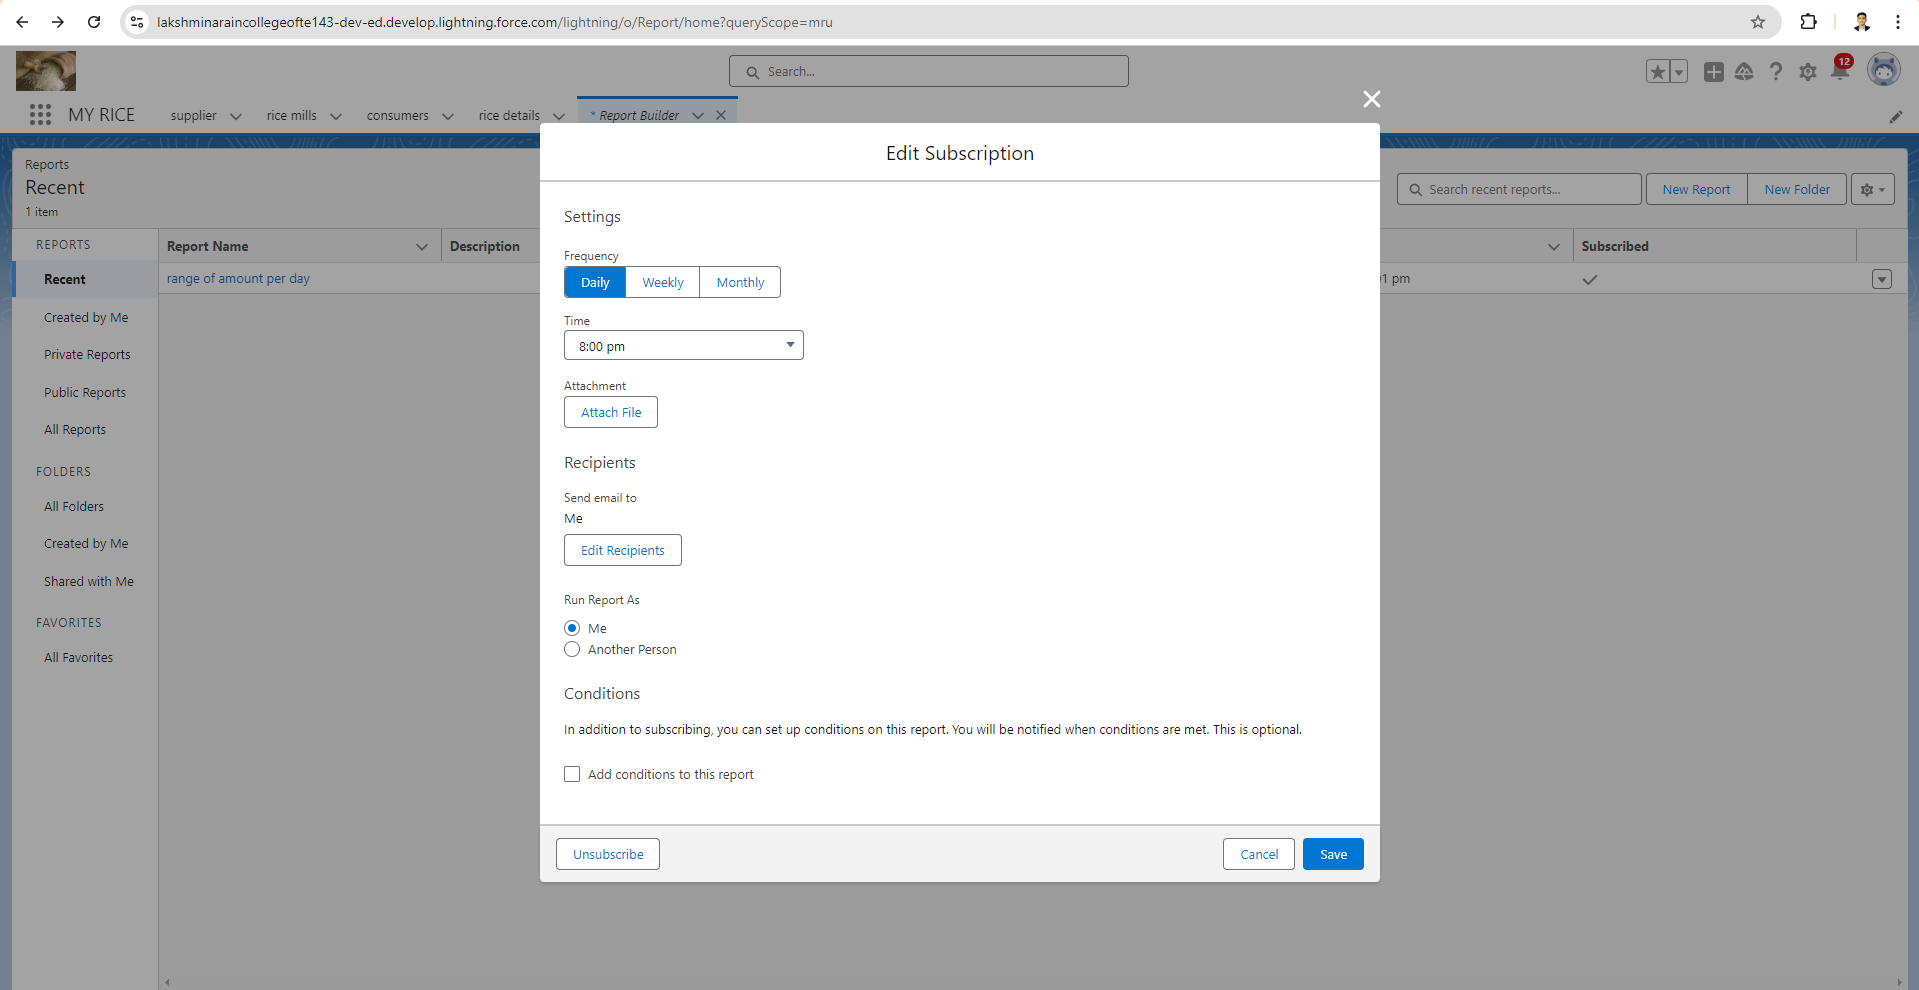 lakshminaraincollegeofte143-dev-ed.develop.lightning.force.com/lightning/o/Report/home?queryScope=mru
Search...
12
MY RICE
supplier
rice mills
consumers
rice details
* Report Builder
Edit Subscription
Reports
Recent
1 item
Search recent reports...
New Report
New Folder
REPORTS
Recent
Created by Me
Private Reports
Public Reports
All Reports
FOLDERS
All Folders
Created by Me
Shared with Me
FAVORITES
All Favorites
Report Name
Description
Subscribed
range of amount per day
pm
Settings
Frequency
Daily
Weekly
Monthly
Time
8:00 pm
Attachment
Attach File
Recipients
Send email to
Me
Edit Recipients
Run Report As
Me
Another Person
Conditions
In addition to subscribing, you can set up conditions on this report. You will be notified when conditions are met. This is optional.
Add conditions to this report
Unsubscribe
Cancel
Save